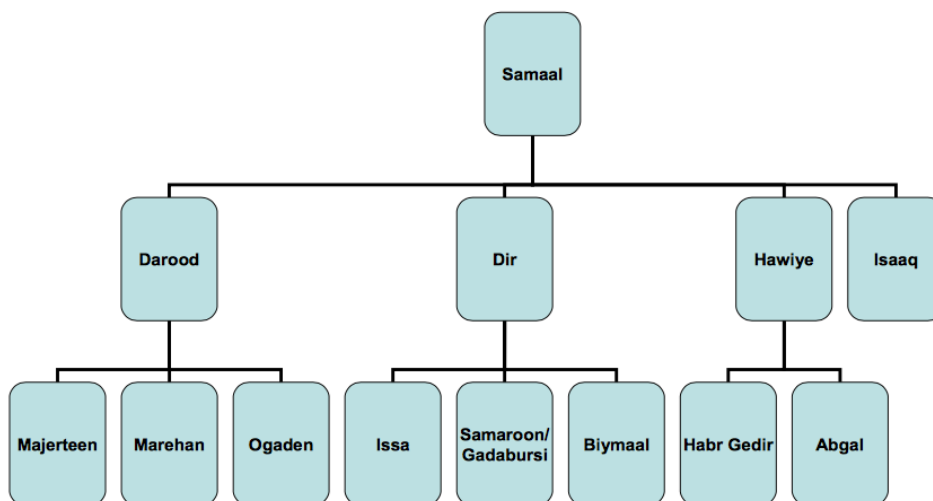 Samaal
Darood
Dir
Hawiye
Isaaq
Majerteen
Marehan
Ogaden
Issa
Samaroon/
Gadabursi
Biymaal
Habr Gedir
Abgal